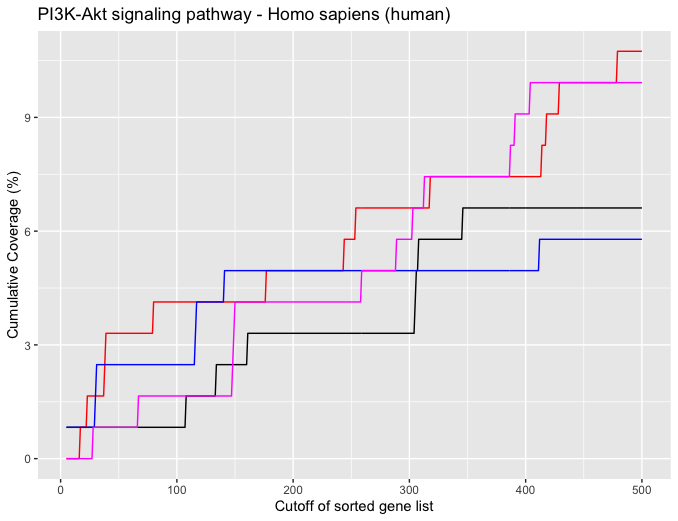 PI3K-Akt signaling pathway - Homo sapiens (human)
Cumulative Coverage (%)
9
6
3
0
0 100 200 300 400 500
Cutoff of sorted gene list